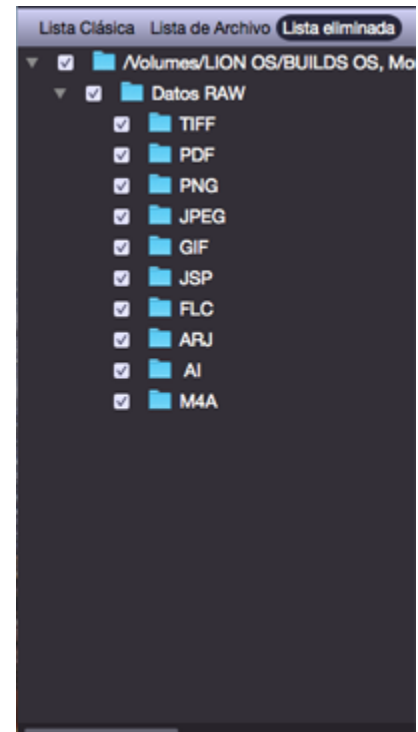 Lista Clásica Lista de Archivo Lista eliminada
/Volumes/LION OS/BUILDS OS, Mo
Datos RAW
TIFF
PDF
PNG
JPEG
GIF
JSP
FLC
ARJ
AI
M4A